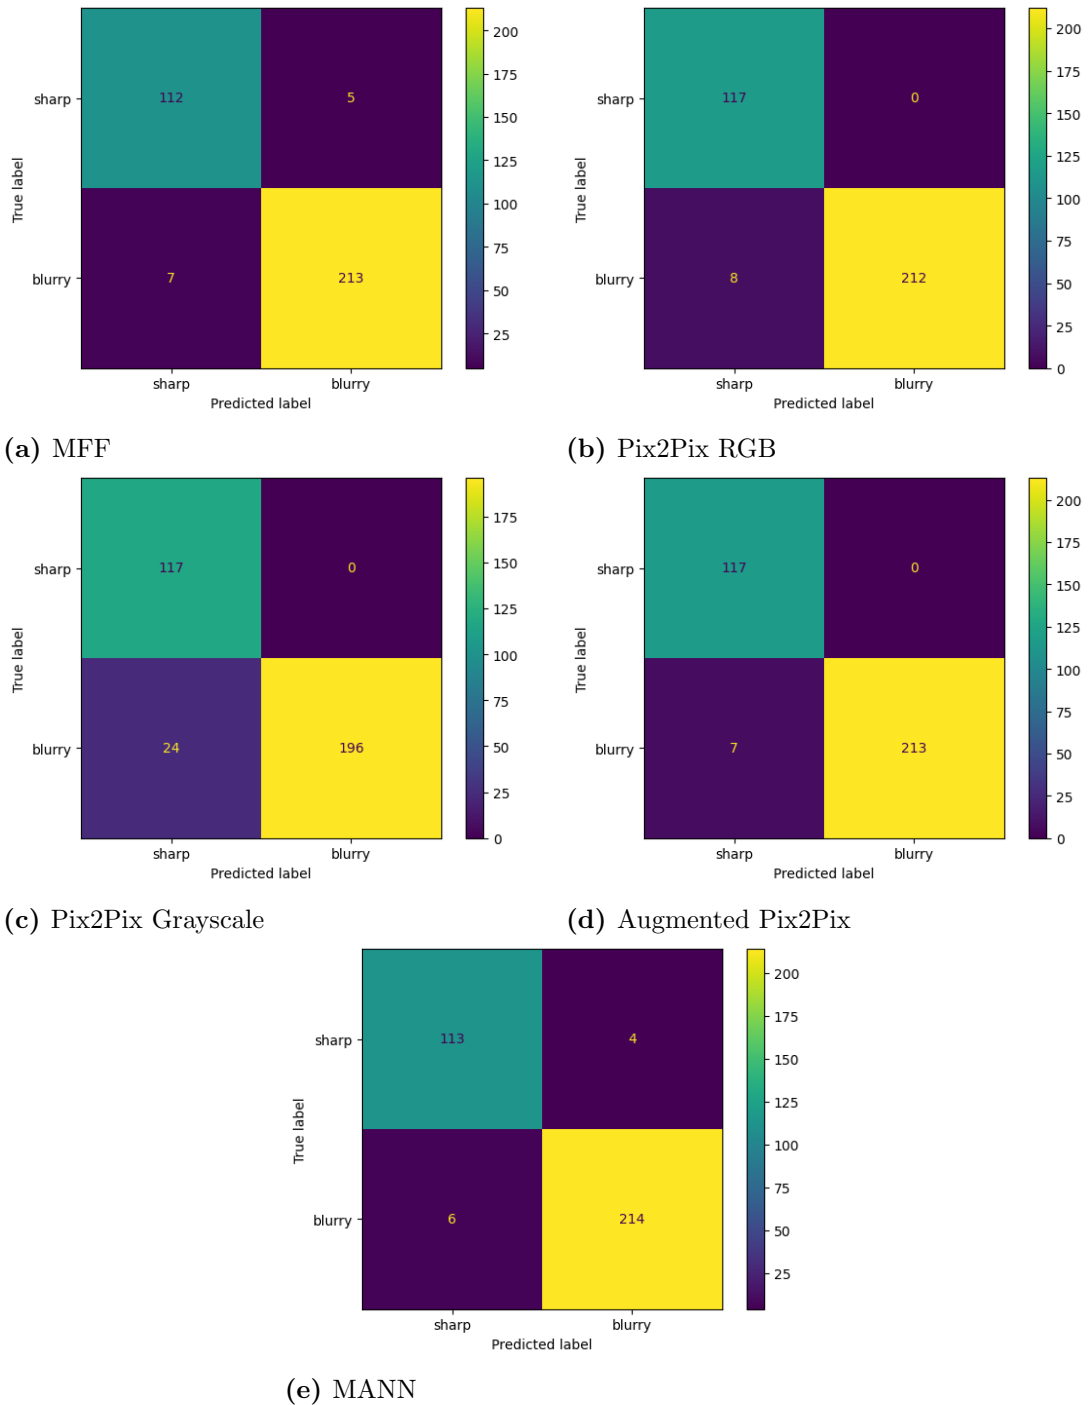 sharp
blurry
True label
112
5
7
213
sharp
blurry
Predicted label
200
175
150
125
100
75
50
25
(a) MFF
sharp
blurry
True label
117
0
8
212
sharp
blurry
Predicted label
200
175
150
125
100
75
50
25
0
(b) Pix2Pix RGB
sharp
blurry
True label
117
0
24
196
sharp
blurry
Predicted label
175
150
125
100
75
50
25
0
(c) Pix2Pix Grayscale
sharp
blurry
True label
117
0
7
213
sharp
blurry
Predicted label
200
175
150
125
100
75
50
25
0
(d) Augmented Pix2Pix
sharp
blurry
True label
113
4
6
214
sharp
blurry
Predicted label
200
175
150
125
100
75
50
25
(e) MANN